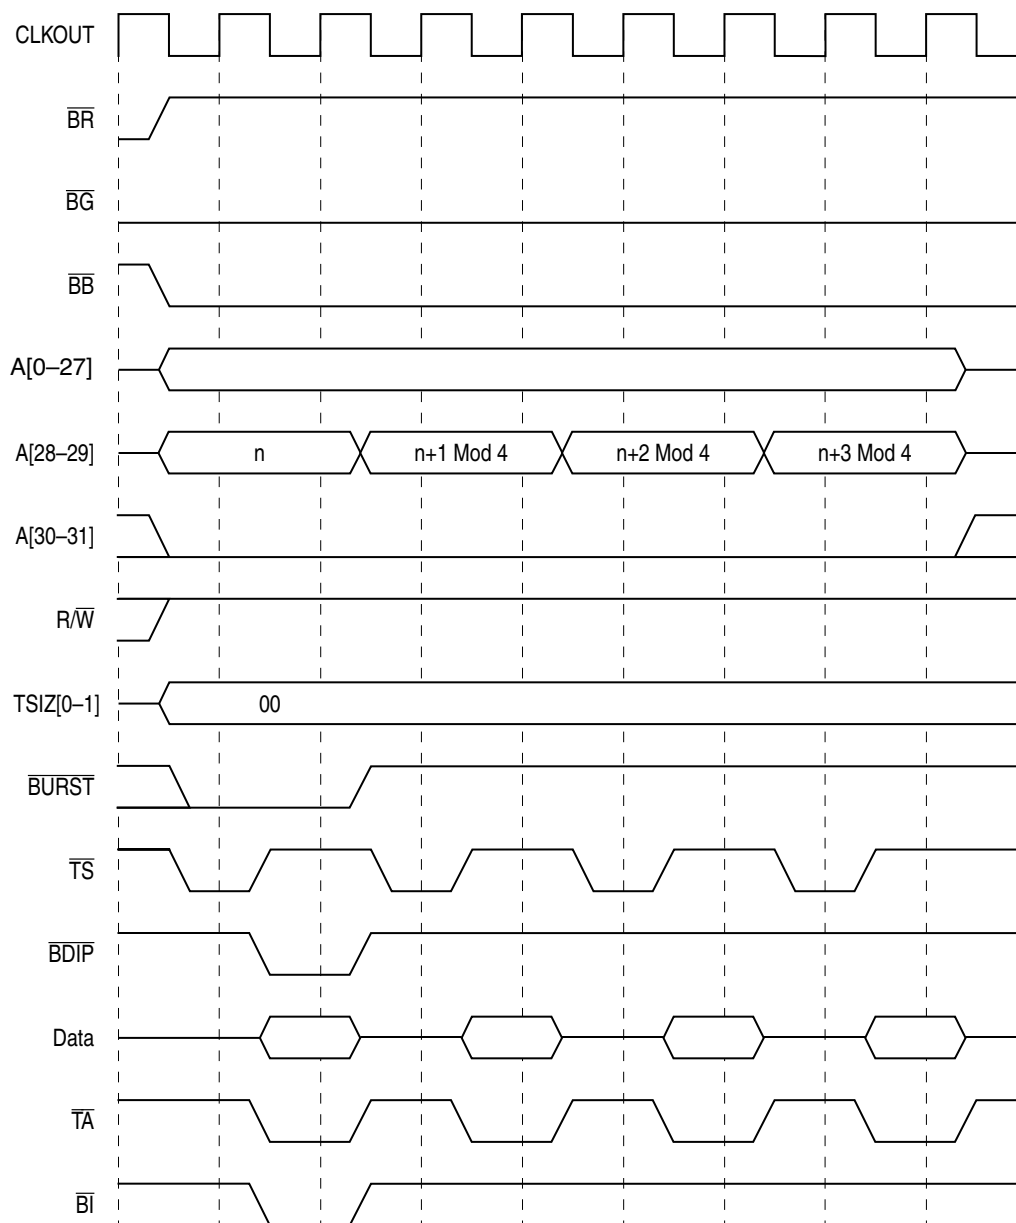 CLKOUT
BR
BG
BB
A[0–27]
A[28–29] n n+1 Mod 4 n+2 Mod 4 n+3 Mod 4
A[30–31]
R/W
TSIZ[0–1] 00
BURST
TS
BDIP
Data
TA
BI